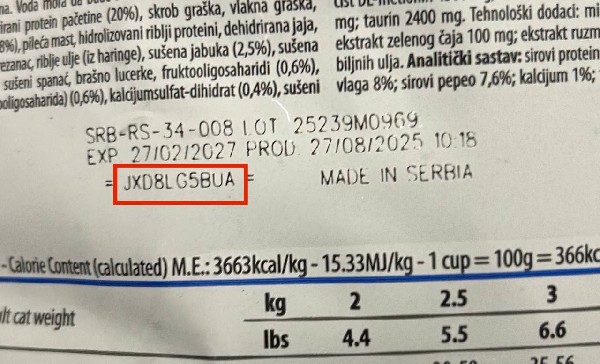 na. Voda mora da bu
irani protein pačetine (20%), skrob graška, vlakna graška,
8%), pileća mast, hidrolizovani riblji proteini, dehidrirana jaja,
rezanac, riblje ulje (iz haringe), sušena jabuka (2,5%), sušena
sušeni spanać, brašno lucerke, fruktooligosaharidi (0,6%),
ooligosaharida) (0,6%), kalcijumsulfat-dihidrat (0,4%), sušeni
mg; taurin 2400 mg. Tehnološki dodaci: mi
ekstrakt zelenog čaja 100 mg; ekstrakt ruzm
biljnih ulja. Analitički sastav: sirovi protein
vlaga 8%; sirovi pepeo 7,6%; kalcijum 1%;
SRB-RS-34-008 LOT 25239M0969
EXP 27/02/2027 PROD. 27/08/2025 10:18
= JXD8LG5BUA = MADE IN SERBIA
- Calorie Content (calculated) M.E.: 3663kcal/kg - 15.33MJ/kg - 1 cup = 100g = 366kc
ult cat weight
kg 2 2.5 3
lbs 4.4 5.5 6.6